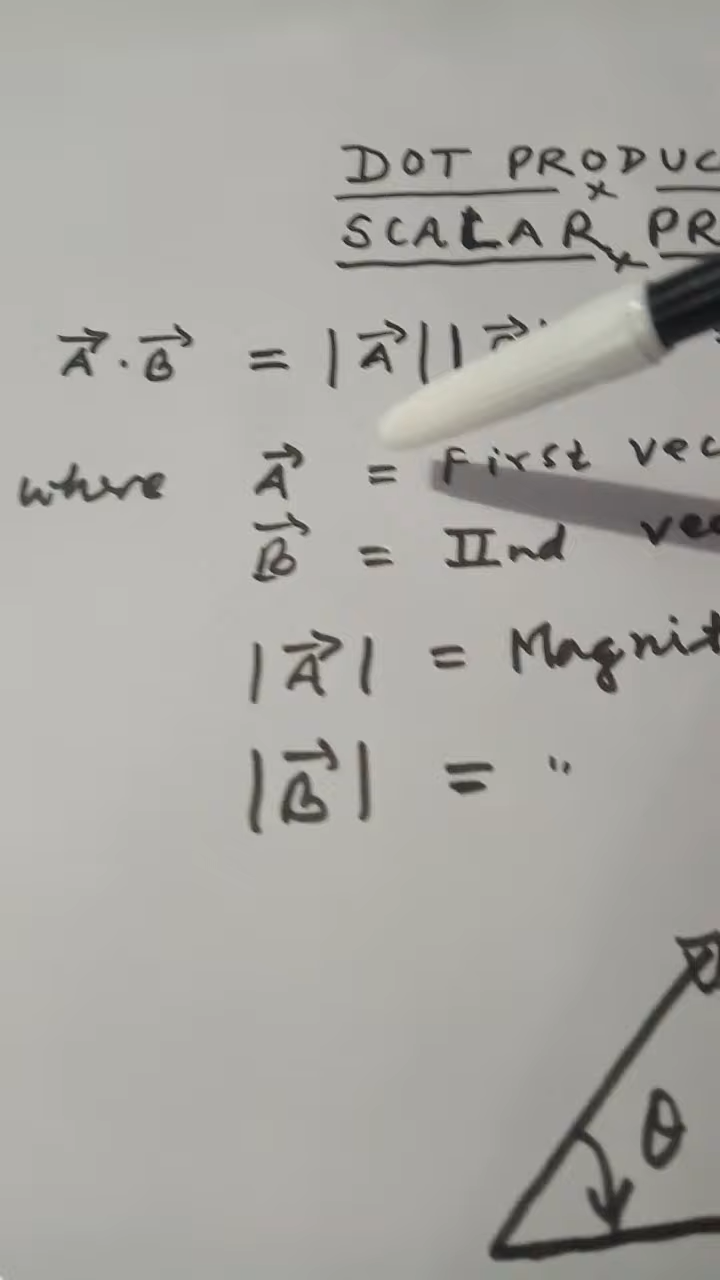 DOT PRODUC
SCALAR PR
A⃗ . B⃗ = |A⃗| |
where A⃗ = First vec
B⃗ = IInd vec
|A⃗| = Magnit
|B⃗| = "
θ